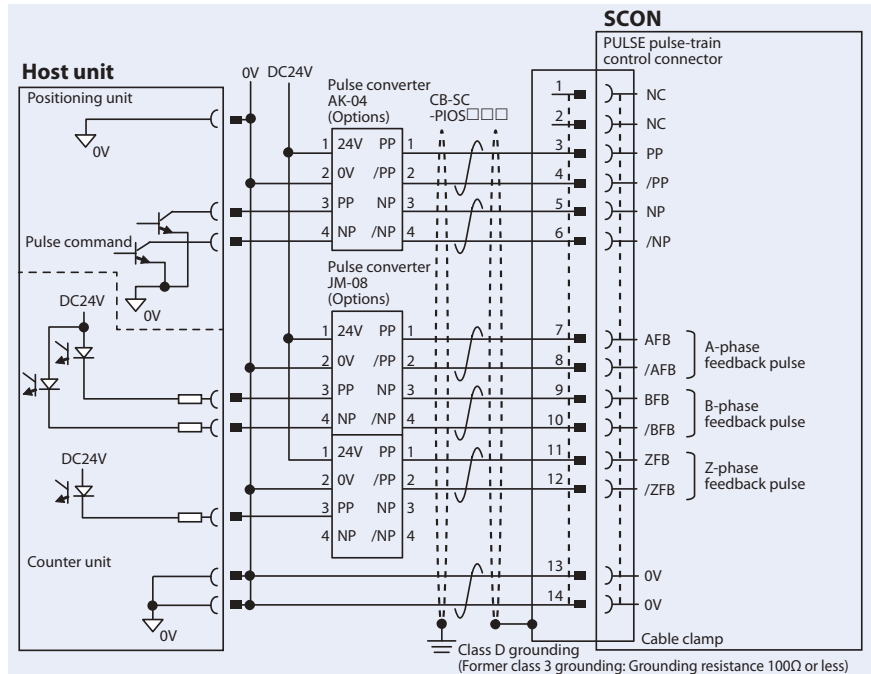 SCON
PULSE pulse-train
control connector
Host unit
Positioning unit
0V
0V DC24V
Pulse converter
AK-04
(Options)
CB-SC
-PIOS□□□
1 24V PP 1
2 0V /PP 2
3 PP NP 3
4 NP /NP 4
1 NC
2 NC
3 PP
4 /PP
5 NP
6 /NP
Pulse command
0V
DC24V
Pulse converter
JM-08
(Options)
1 24V PP 1
2 0V /PP 2
3 PP NP 3
4 NP /NP 4
7 AFB
8 /AFB
A-phase
feedback pulse
9 BFB
10 /BFB
B-phase
feedback pulse
DC24V
1 24V PP 1
2 0V /PP 2
3 PP NP 3
4 NP /NP 4
11 ZFB
12 /ZFB
Z-phase
feedback pulse
Counter unit
0V
13 0V
14 0V
Cable clamp
Class D grounding
(Former class 3 grounding: Grounding resistance 100Ω or less)